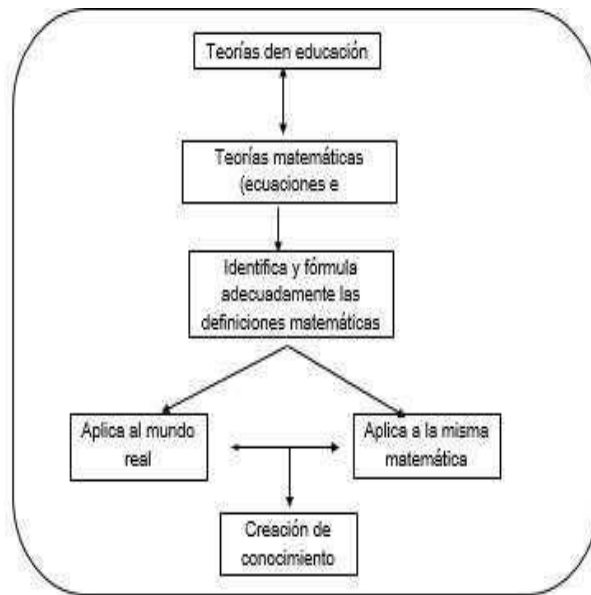 Teorías den educación
Teorías matemáticas
(ecuaciones e
Identifica y fórmula
adecuadamente las
definiciones matemáticas
Aplica al mundo
real
Aplica a la misma
matemática
Creación de
conocimiento